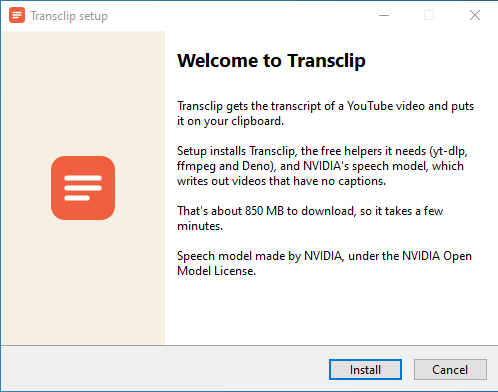 Transclip setup
Welcome to Transclip
Transclip gets the transcript of a YouTube video and puts
it on your clipboard.
Setup installs Transclip, the free helpers it needs (yt-dlp,
ffmpeg and Deno), and NVIDIA's speech model, which
writes out videos that have no captions.
That's about 850 MB to download, so it takes a few
minutes.
Speech model made by NVIDIA, under the NVIDIA Open
Model License.
Install
Cancel